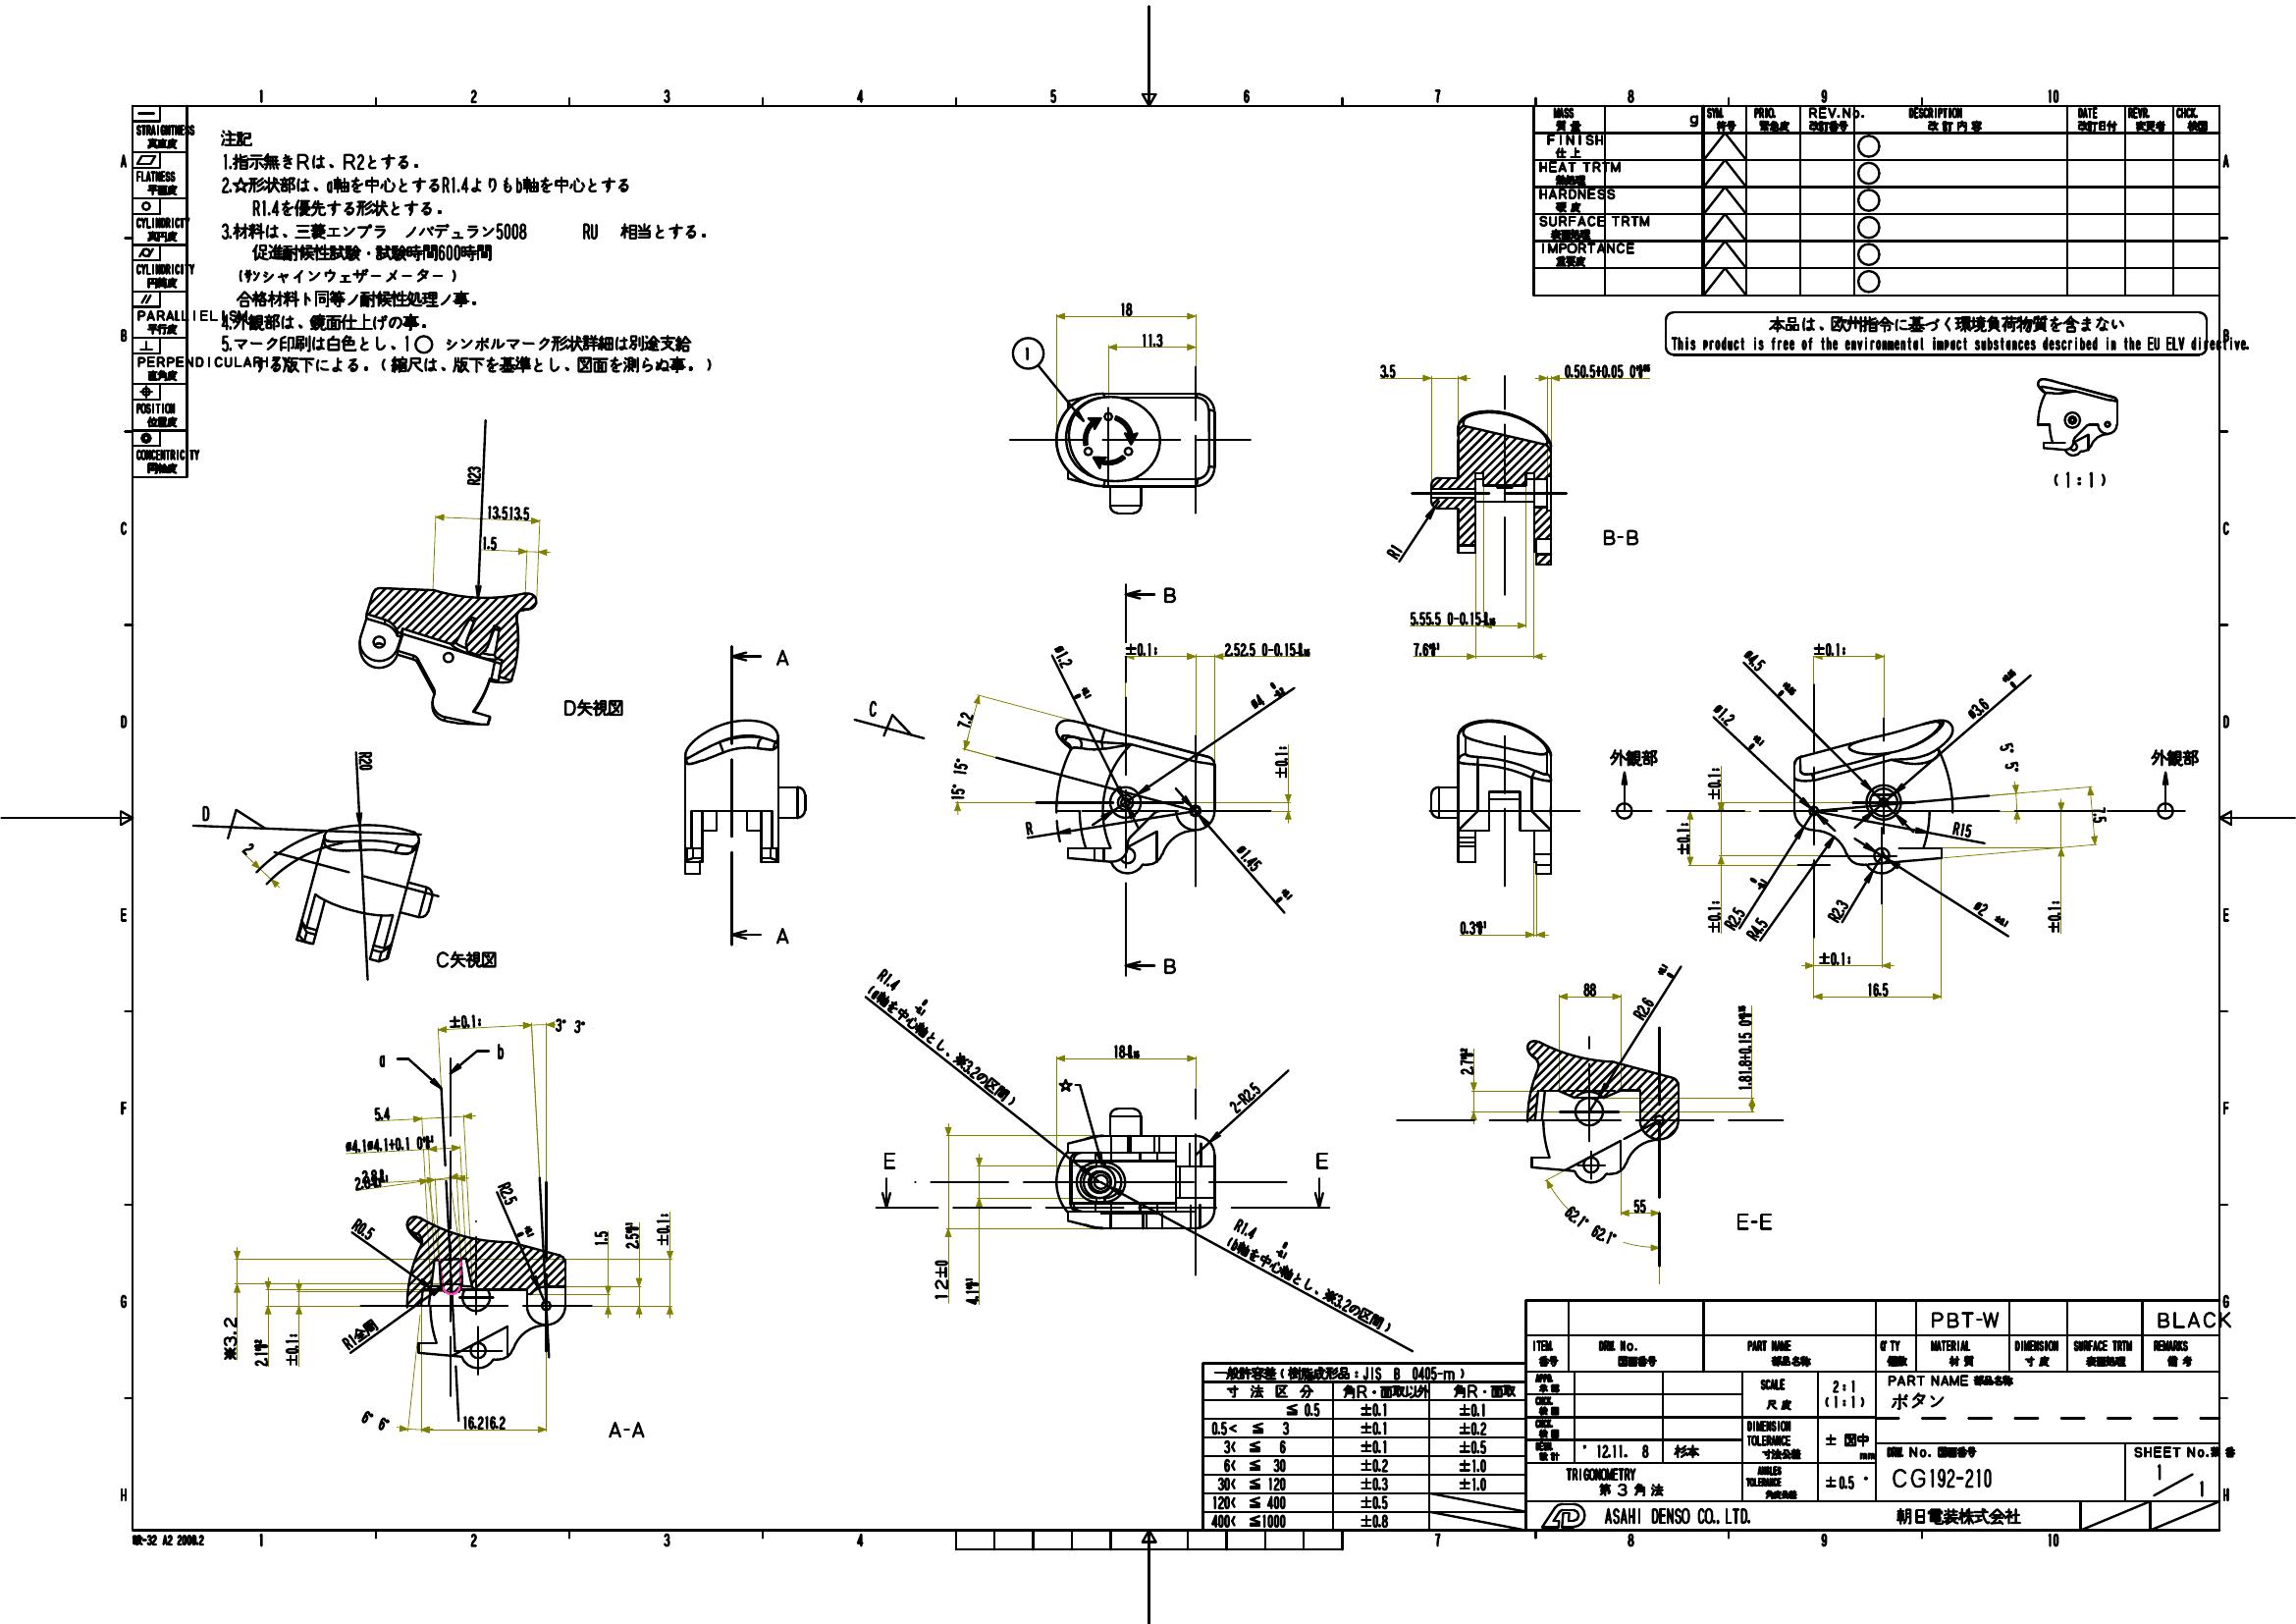 1 2 3 4 5 6 7 8 9 10
A
B
C
D
E
F
G
H
STRAIGHTNESS
真直度
FLATNESS
平面度
CYLINDRICITY
真円度
CYLINDRICITY
円筒度
PARALLIELISM
平行度
PERPENDICULARITY
直角度
POSITION
位置度
CONCENTRICITY
同軸度
注記
1.指示無きRは、R2とする。
2.☆形状部は、a軸を中心とするR1.4よりもb軸を中心とする
R1.4を優先する形状とする。
3.材料は、三菱エンプラ ノバデュラン5008 RU 相当とする。
促進耐候性試験・試験時間600時間
(サンシャインウェザーメーター)
合格材料ト同等ノ耐候性処理ノ事。
4.外観部は、鏡面仕上げの事。
5.マーク印刷は白色とし、1○ シンボルマーク形状詳細は別途支給
する版下による。(縮尺は、版下を基準とし、図面を測らぬ事。)
MASS g SYM. PRIO. REV.No. DESCRIPTION DATE REVR. CHCK.
質量 符号 緊急度 改訂番号 改訂内容 改訂日付 変更者 検図
FINISH
仕上
HEAT TRTM
熱処理
HARDNESS
硬度
SURFACE TRTM
表面処理
IMPORTANCE
重要度
本品は、欧州指令に基づく環境負荷物質を含まない
This product is free of the environmental impact substances described in the EU ELV directive.
(1:1)
18
11.3
1
3.5
0.50.5+0.05 0
R1
B-B
5.55.5 0-0.15
7.6
R23
13.513.5
1.5
D矢視図
A
A
C
B
B
ø1.2
±0.1:
2.52.5 0-0.15
ø4
7.2
15° 15°
±0.1:
R
ø1.45
0.3
外観部
外観部
ø4.5
±0.1:
ø3.6
ø1.2
5° 5°
±0.1:
±0.1:
R15
7.5
±0.1:
R2.5
R4.5
R2.3
ø2
±0.1:
±0.1:
16.5
D
R20
2
C矢視図
±0.1:
3° 3°
a
b
5.4
ø4.1ø4.1+0.1 0
R2.5
R0.5
1.5
2.5
±0.1:
※3.2
2.1
±0.1:
R1全周
6° 6°
16.216.2
A-A
R1.4
(a軸を中心軸とし、※3.2の区間)
18
☆
2-R2.5
E
E
12±0
4.1
R1.4
(b軸を中心軸とし、※3.2の区間)
88
R2.6
2.7
1.81.8+0.15 0
55
62.1° 62.1°
E-E
一般許容差(樹脂成形品:JIS B 0405-m)
寸法区分 角R・面取以外 角R・面取
≦ 0.5 ±0.1 ±0.1
0.5< ≦ 3 ±0.1 ±0.2
3< ≦ 6 ±0.1 ±0.5
6< ≦ 30 ±0.2 ±1.0
30< ≦ 120 ±0.3 ±1.0
120< ≦ 400 ±0.5
400< ≦1000 ±0.8
PBT-W BLACK
ITEM. DRW. No. PART NAME Q'TY MATERIAL DIMENSION SURFACE TRTM REMARKS
番号 図面番号 部品名称 個数 材質 寸度 表面処理 備考
APPD. 承認
CHCK. 検図
CHCK. 検図
DESN. 設計 '12.11. 8 杉本
SCALE 尺度 2:1 (1:1)
DIMENSION TOLERANCE 寸法公差 ± 図中 mm
ANGLES TOLERANCE 角度公差 ±0.5 °
TRIGONOMETRY
第3角法
PART NAME 部品名称
ボタン
DRW. No. 図面番号
CG192-210
SHEET No.葉番
1/1
ASAHI DENSO CO., LTD. 朝日電装株式会社
NR-32 A2 2006.2
1 2 3 4 7 8 9 10